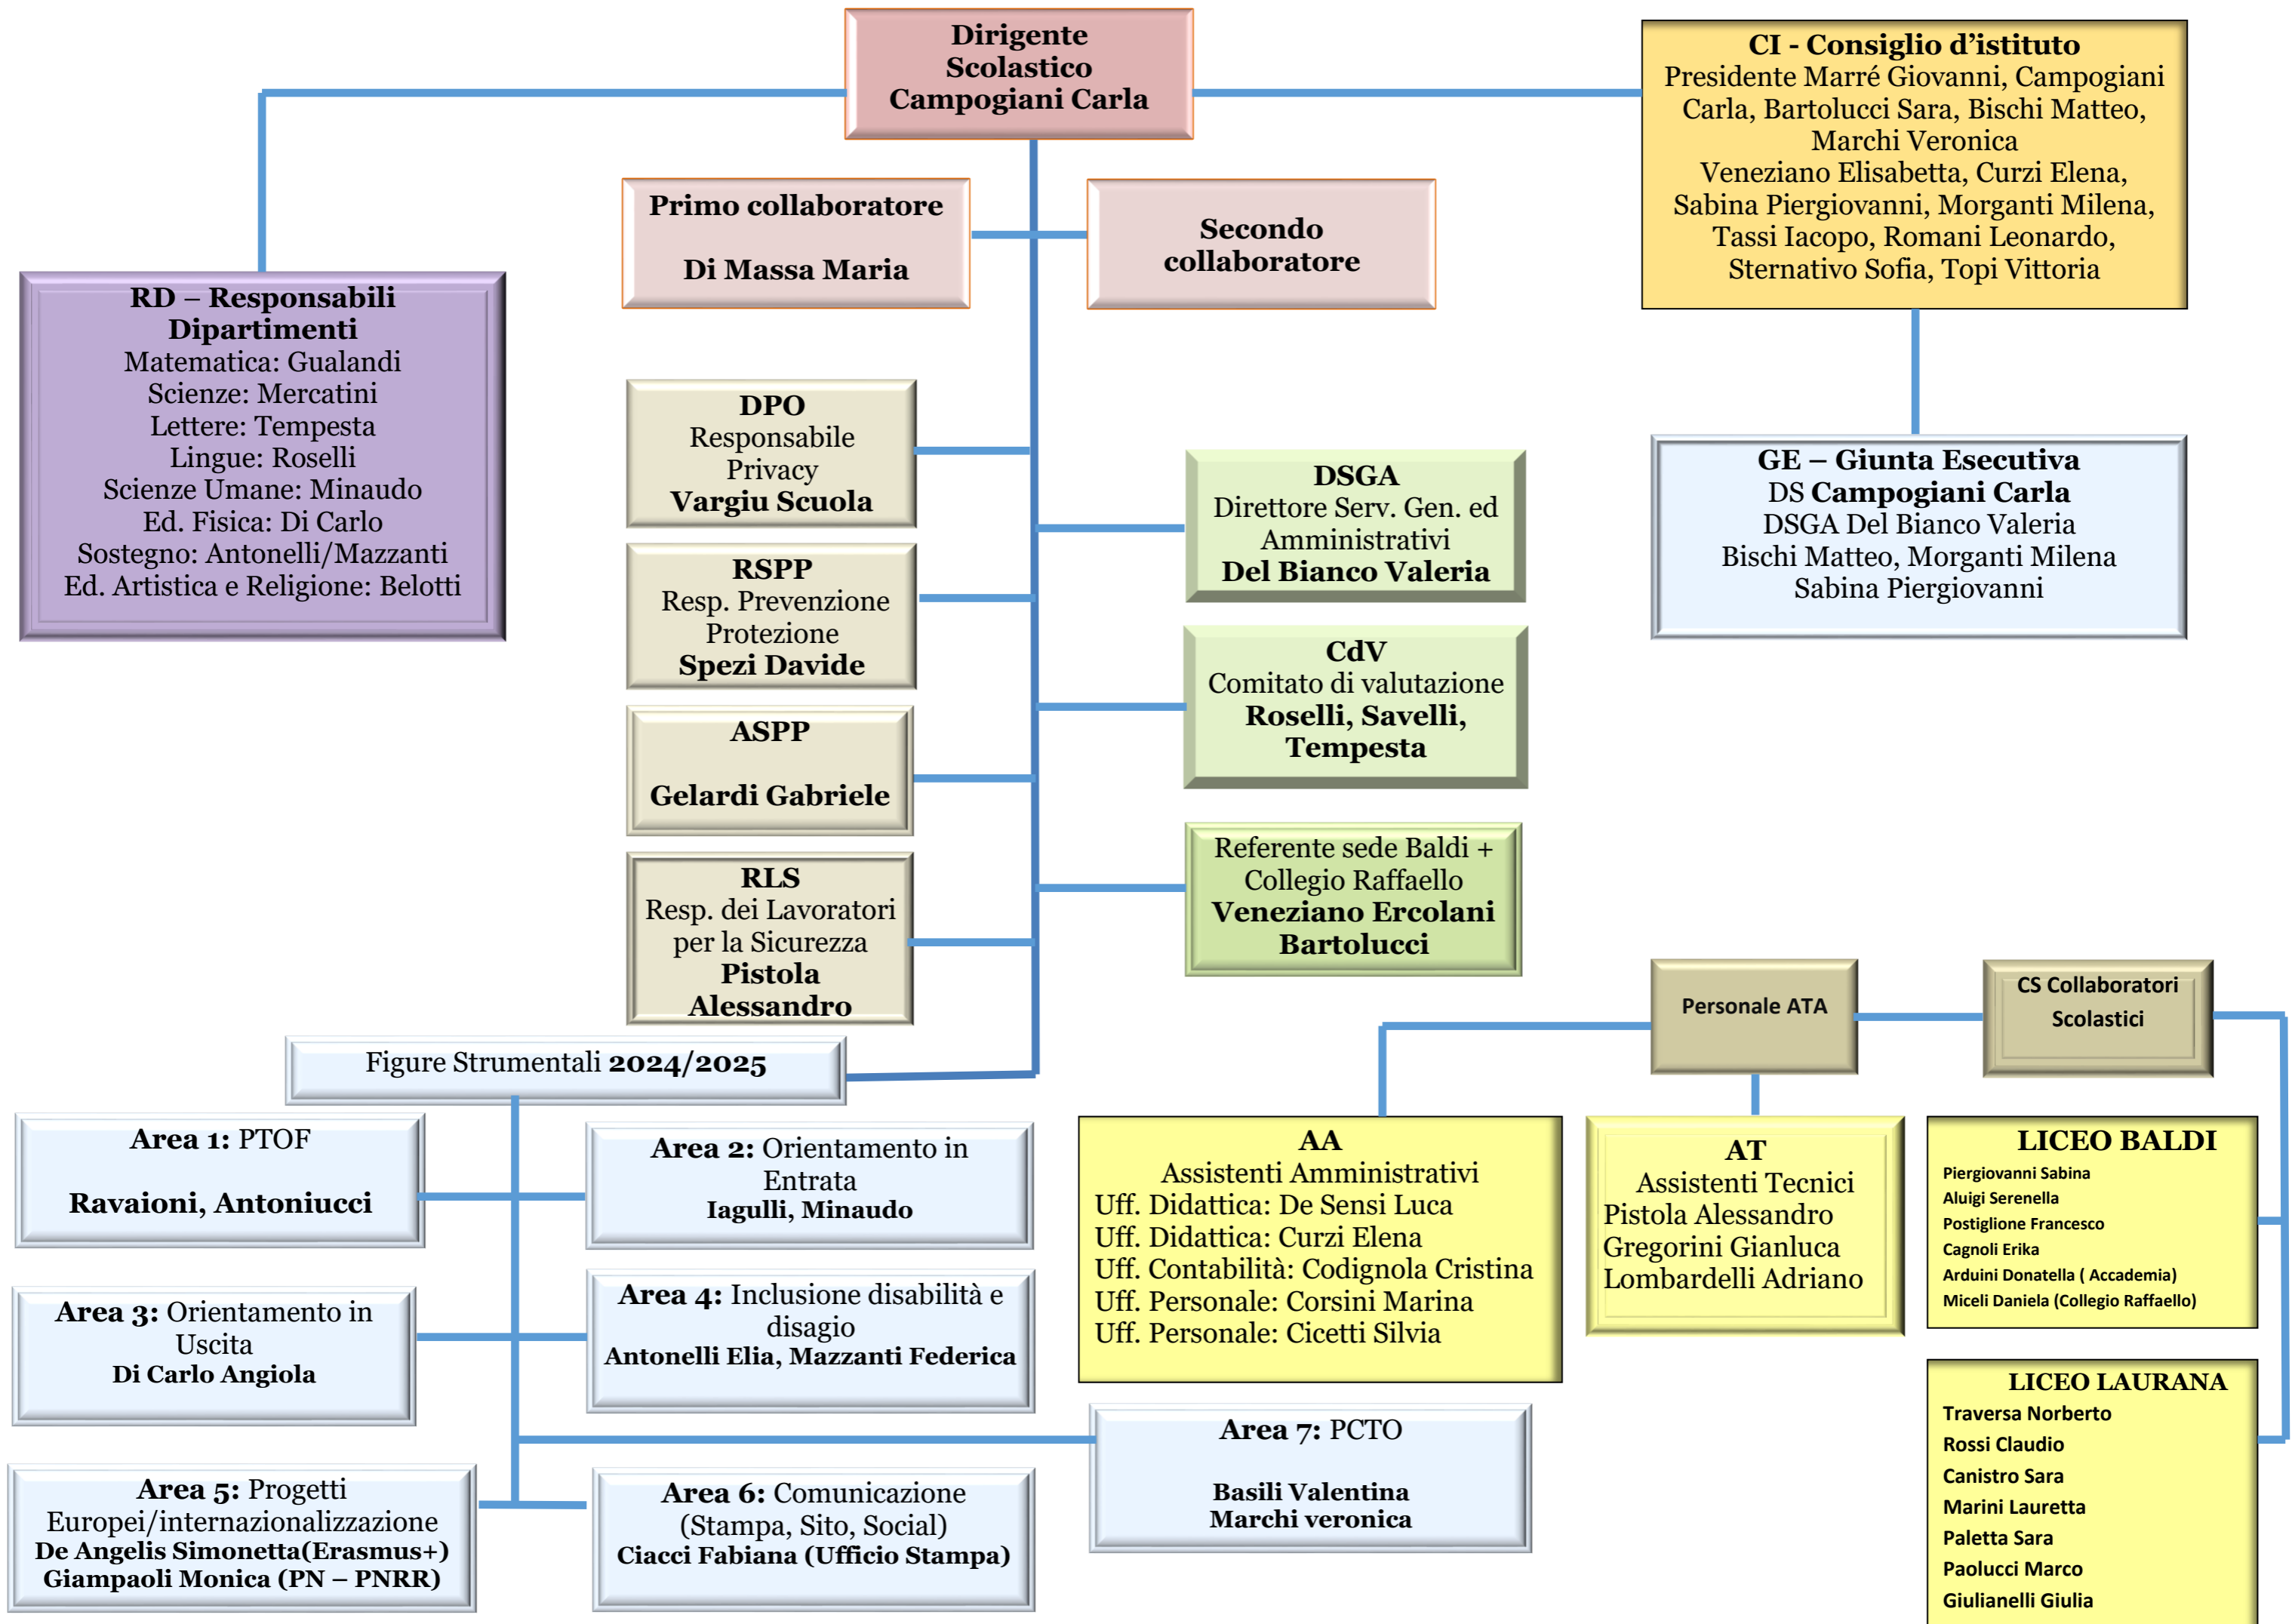 Dirigente
Scolastico
Campogiani Carla
CI - Consiglio d'istituto
Presidente Marré Giovanni, Campogiani
Carla, Bartolucci Sara, Bischi Matteo,
Marchi Veronica
Veneziano Elisabetta, Curzi Elena,
Sabina Piergiovanni, Morganti Milena,
Tassi Iacopo, Romani Leonardo,
Sternativo Sofia, Topi Vittoria
Primo collaboratore
Di Massa Maria
Secondo
collaboratore
RD – Responsabili
Dipartimenti
Matematica: Gualandi
Scienze: Mercatini
Lettere: Tempesta
Lingue: Roselli
Scienze Umane: Minaudo
Ed. Fisica: Di Carlo
Sostegno: Antonelli/Mazzanti
Ed. Artistica e Religione: Belotti
DPO
Responsabile
Privacy
Vargiu Scuola
DSGA
Direttore Serv. Gen. ed
Amministrativi
Del Bianco Valeria
GE – Giunta Esecutiva
DS Campogiani Carla
DSGA Del Bianco Valeria
Bischi Matteo, Morganti Milena
Sabina Piergiovanni
RSPP
Resp. Prevenzione
Protezione
Spezi Davide
CdV
Comitato di valutazione
Roselli, Savelli,
Tempesta
ASPP
Gelardi Gabriele
Referente sede Baldi +
Collegio Raffaello
Veneziano Ercolani
Bartolucci
RLS
Resp. dei Lavoratori
per la Sicurezza
Pistola
Alessandro
Personale ATA
CS Collaboratori
Scolastici
Figure Strumentali 2024/2025
Area 1: PTOF
Ravaioni, Antoniucci
Area 2: Orientamento in
Entrata
Iagulli, Minaudo
Area 3: Orientamento in
Uscita
Di Carlo Angiola
Area 4: Inclusione disabilità e
disagio
Antonelli Elia, Mazzanti Federica
Area 5: Progetti
Europei/internazionalizzazione
De Angelis Simonetta(Erasmus+)
Giampaoli Monica (PN – PNRR)
Area 6: Comunicazione
(Stampa, Sito, Social)
Ciacci Fabiana (Ufficio Stampa)
Area 7: PCTO
Basili Valentina
Marchi veronica
AA
Assistenti Amministrativi
Uff. Didattica: De Sensi Luca
Uff. Didattica: Curzi Elena
Uff. Contabilità: Codignola Cristina
Uff. Personale: Corsini Marina
Uff. Personale: Cicetti Silvia
AT
Assistenti Tecnici
Pistola Alessandro
Gregorini Gianluca
Lombardelli Adriano
LICEO BALDI
Piergiovanni Sabina
Aluigi Serenella
Postiglione Francesco
Cagnoli Erika
Arduini Donatella ( Accademia)
Miceli Daniela (Collegio Raffaello)
LICEO LAURANA
Traversa Norberto
Rossi Claudio
Canistro Sara
Marini Lauretta
Paletta Sara
Paolucci Marco
Giulianelli Giulia